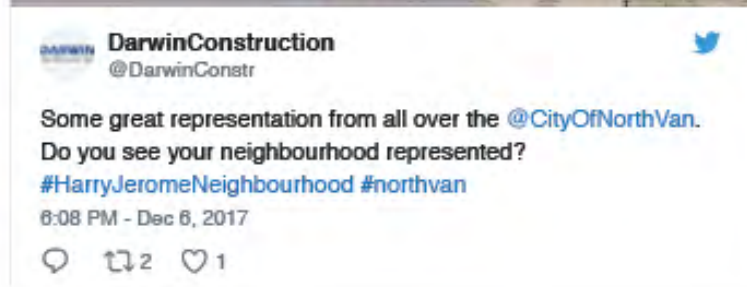 DARWIN
DarwinConstruction
@DarwinConstr
Some great representation from all over the @CityOfNorthVan.
Do you see your neighbourhood represented?
#HarryJeromeNeighbourhood #northvan
6:08 PM - Dec 6, 2017
2 1